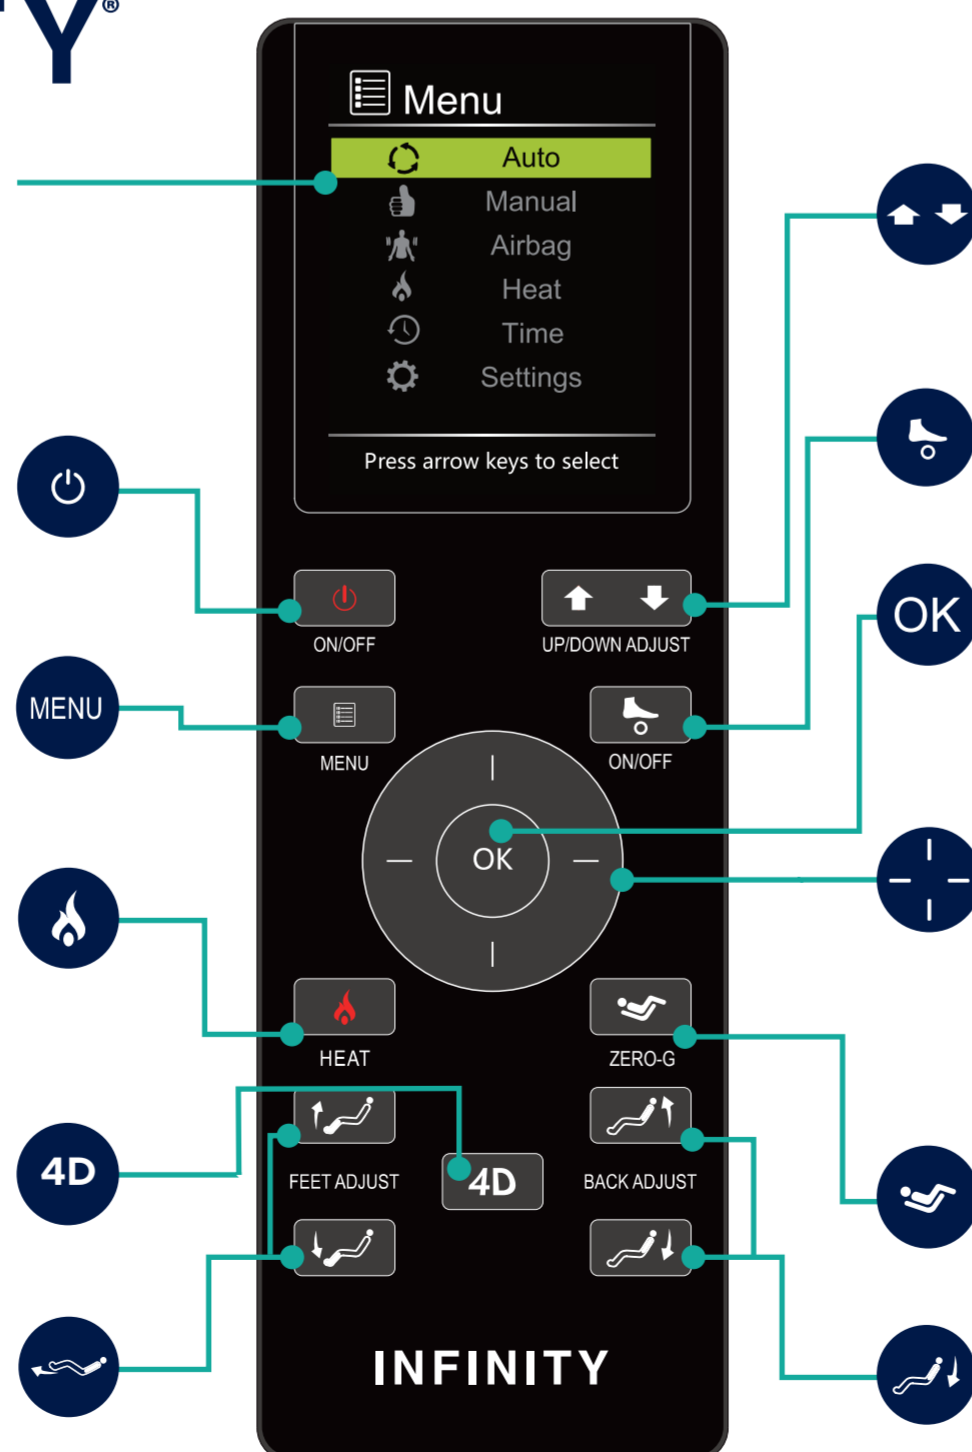 Y®
Menu
Auto
Manual
Airbag
Heat
Time
Settings
Press arrow keys to select
ON/OFF
UP/DOWN ADJUST
OK
MENU
MENU
ON/OFF
OK
HEAT
ZERO-G
4D
FEET ADJUST
4D
BACK ADJUST
INFINITY